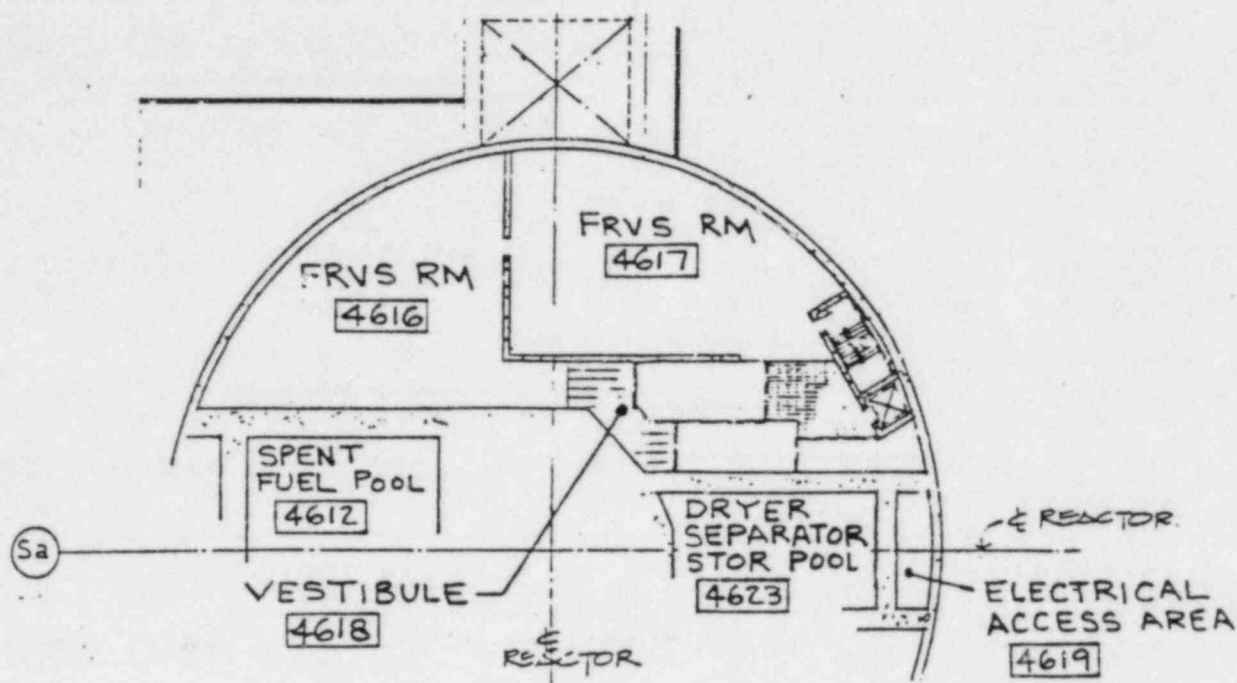 FRVS RM
4617
FRVS RM
4616
SPENT
FUEL POOL
4612
DRYER
SEPARATOR
STOR POOL
4623
Sa
℄ REACTOR
VESTIBULE
4618
ELECTRICAL
ACCESS AREA
4619
℄
REACTOR